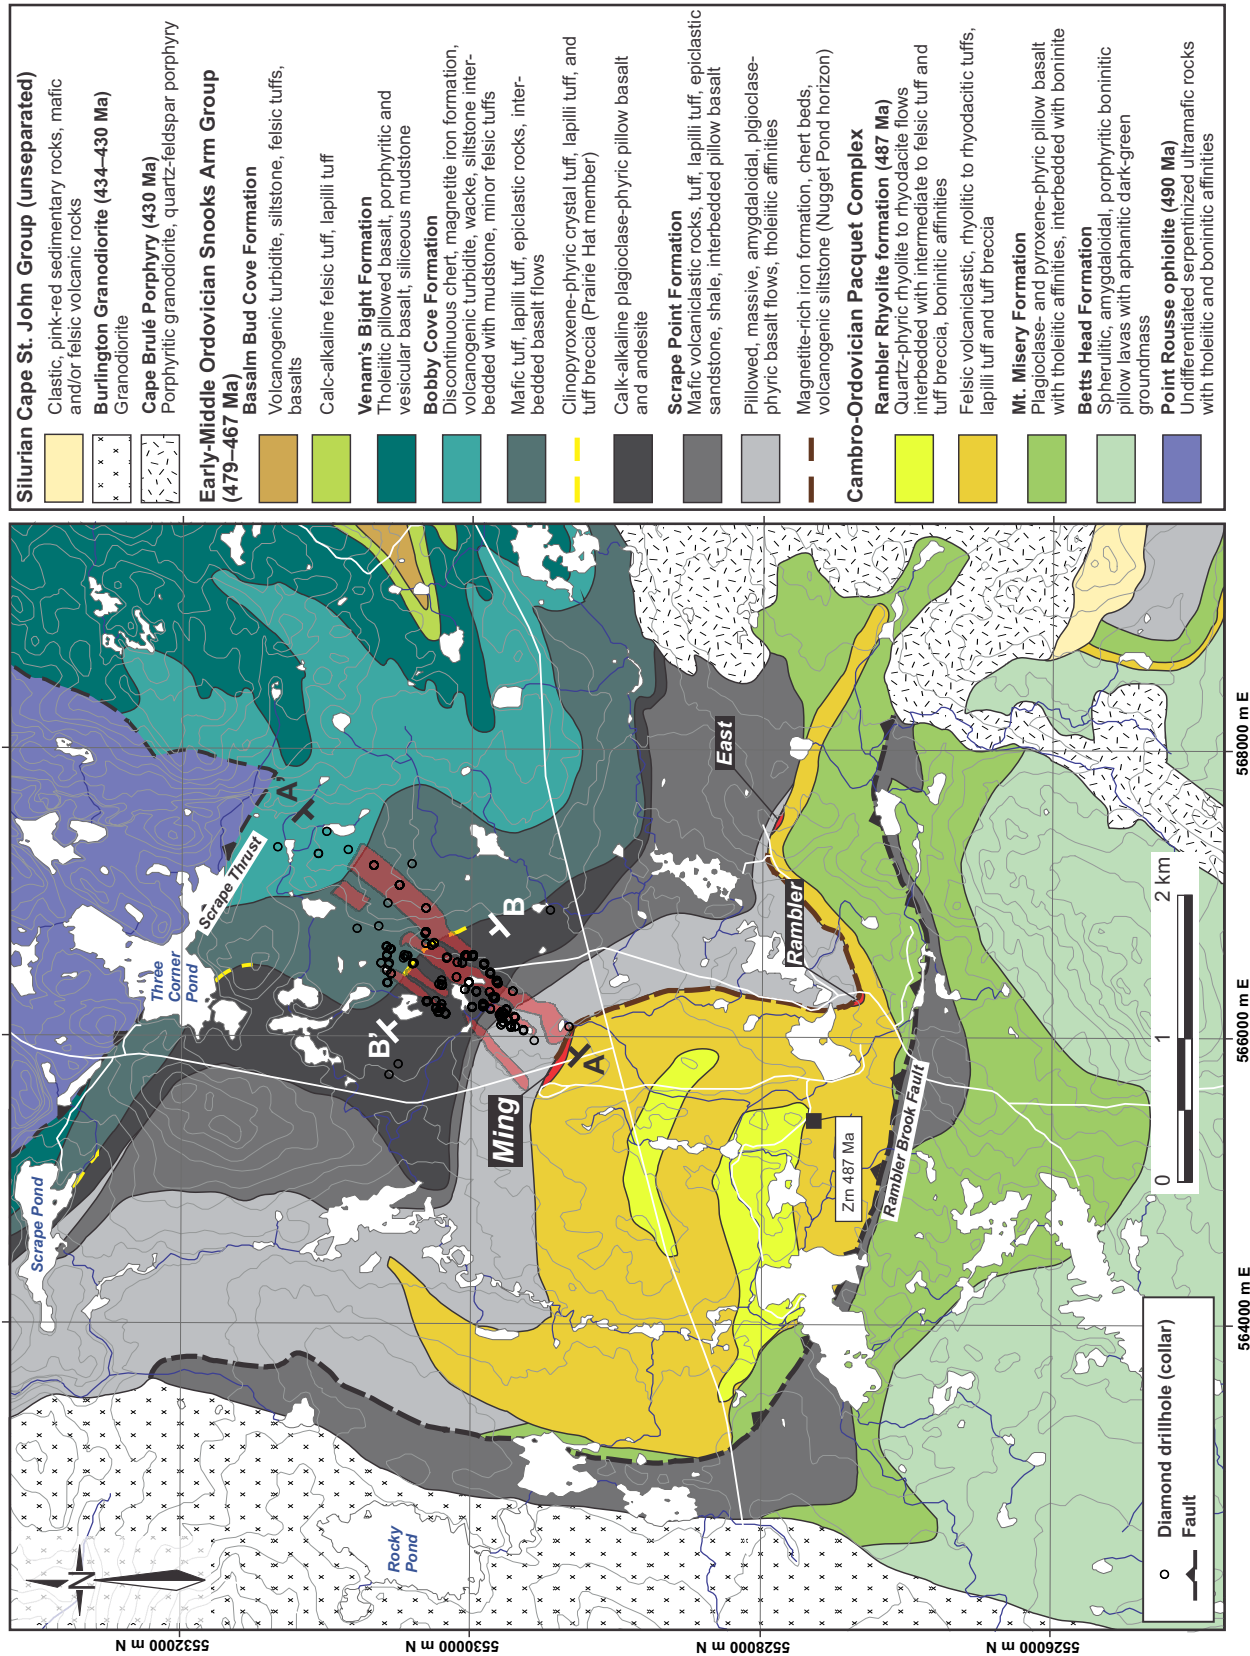 Silurian Cape St. John Group (unseparated)
Clastic, pink-red sedimentary rocks, mafic
and/or felsic volcanic rocks
Burlington Granodiorite (434–430 Ma)
Granodiorite
Cape Brulé Porphyry (430 Ma)
Porphyritic granodiorite, quartz-feldspar porphyry
Early-Middle Ordovician Snooks Arm Group
(479–467 Ma)
Basalm Bud Cove Formation
Volcanogenic turbidite, siltstone, felsic tuffs,
basalts
Calc-alkaline felsic tuff, lapilli tuff
Venam's Bight Formation
Tholeiitic pillowed basalt, porphyritic and
vesicular basalt, siliceous mudstone
Bobby Cove Formation
Discontinuous chert, magnetite iron formation,
volcanogenic turbidite, wacke, siltstone inter-
bedded with mudstone, minor felsic tuffs
Mafic tuff, lapilli tuff, epiclastic rocks, inter-
bedded basalt flows
Clinopyroxene-phyric crystal tuff, lapilli tuff, and
tuff breccia (Prairie Hat member)
Calk-alkaline plagioclase-phyric pillow basalt
and andesite
Scrape Point Formation
Mafic volcaniclastic rocks, tuff, lapilli tuff, epiclastic
sandstone, shale, interbedded pillow basalt
Pillowed, massive, amygdaloidal, plgioclase-
phyric basalt flows, tholeiitic affinities
Magnetite-rich iron formation, chert beds,
volcanogenic siltstone (Nugget Pond horizon)
Cambro-Ordovician Pacquet Complex
Rambler Rhyolite formation (487 Ma)
Quartz-phyric rhyolite to rhyodacite flows
interbedded with intermediate to felsic tuff and
tuff breccia, boninitic affinities
Felsic volcaniclastic, rhyolitic to rhyodacitic tuffs,
lapilli tuff and tuff breccia
Mt. Misery Formation
Plagioclase- and pyroxene-phyric pillow basalt
with tholeiitic affinities, interbedded with boninite
Betts Head Formation
Spherulitic, amygdaloidal, porphyritic boninitic
pillow lavas with aphanitic dark-green
groundmass
Point Rousse ophiolite (490 Ma)
Undifferentiated serpentinized ultramafic rocks
with tholeiitic and boninitic affinities
N
Rocky
Pond
Scrape Pond
Three
Corner
Pond
Scrape Thrust
A
B'
B
A
Ming
East
Rambler
Zrn 487 Ma
Rambler Brook Fault
0 1 2 km
Diamond drillhole (collar)
Fault
5532000 m N
5530000 m N
5528000 m N
5526000 m N
564000 m E
566000 m E
568000 m E